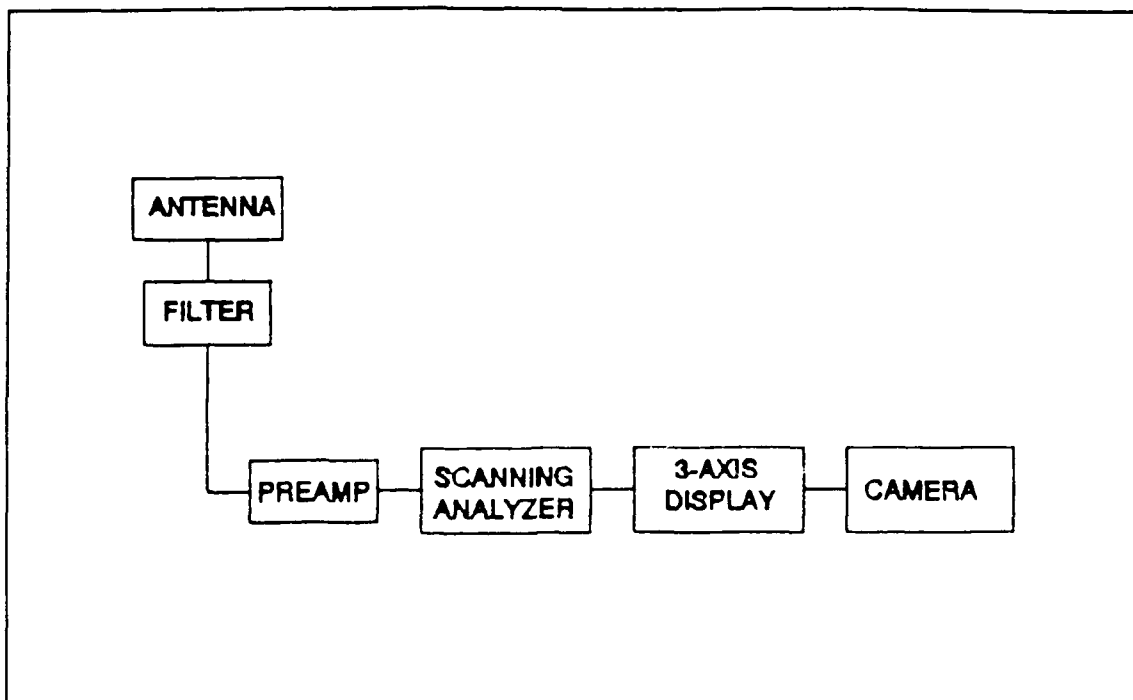 ANTENNA
FILTER
PREAMP
SCANNING
ANALYZER
3-AXIS
DISPLAY
CAMERA